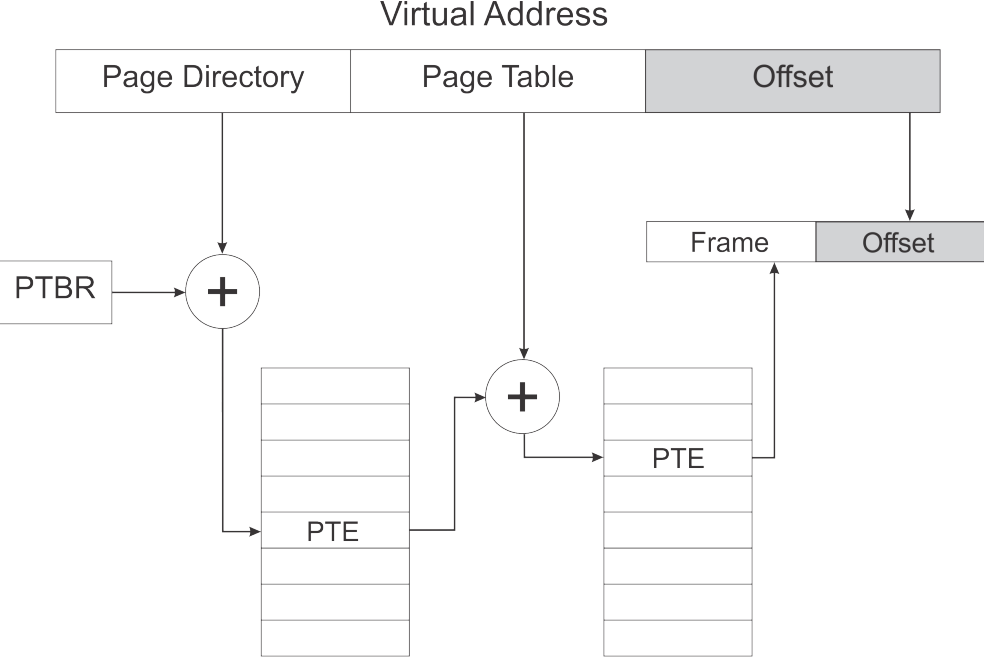 Virtual Address
Page Directory Page Table Offset
Frame Offset
PTBR
PTE
PTE